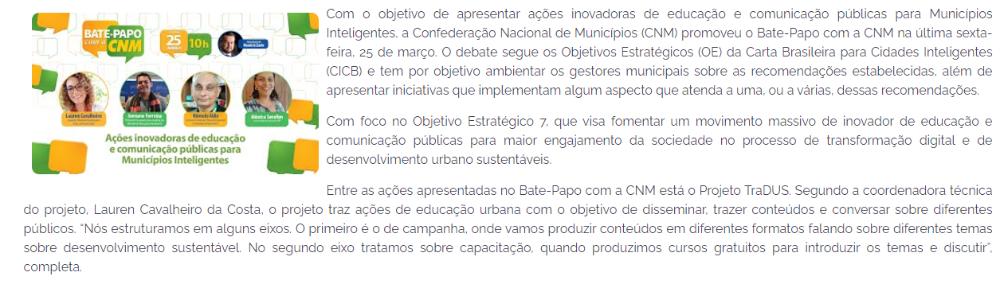 BATE-PAPO
com a
CNM
25
10h
Lauren Cavalheiro
Jemune Ferreira
Rômulo Aldo
Mônica Serafim
Ações inovadoras de educação
e comunicação públicas para
Municípios Inteligentes
Com o objetivo de apresentar ações inovadoras de educação e comunicação públicas para Municípios
Inteligentes, a Confederação Nacional de Municípios (CNM) promoveu o Bate-Papo com a CNM na última sexta-
feira, 25 de março. O debate segue os Objetivos Estratégicos (OE) da Carta Brasileira para Cidades Inteligentes
(CICB) e tem por objetivo ambientar os gestores municipais sobre as recomendações estabelecidas, além de
apresentar iniciativas que implementam algum aspecto que atenda a uma, ou a várias, dessas recomendações.
Com foco no Objetivo Estratégico 7, que visa fomentar um movimento massivo de inovador de educação e
comunicação públicas para maior engajamento da sociedade no processo de transformação digital e de
desenvolvimento urbano sustentáveis.
Entre as ações apresentadas no Bate-Papo com a CNM está o Projeto TraDUS. Segundo a coordenadora técnica
do projeto, Lauren Cavalheiro da Costa, o projeto traz ações de educação urbana com o objetivo de disseminar, trazer conteúdos e conversar sobre diferentes
públicos. “Nós estruturamos em alguns eixos. O primeiro é o de campanha, onde vamos produzir conteúdos em diferentes formatos falando sobre diferentes temas
sobre desenvolvimento sustentável. No segundo eixo tratamos sobre capacitação, quando produzimos cursos gratuitos para introduzir os temas e discutir”,
completa.